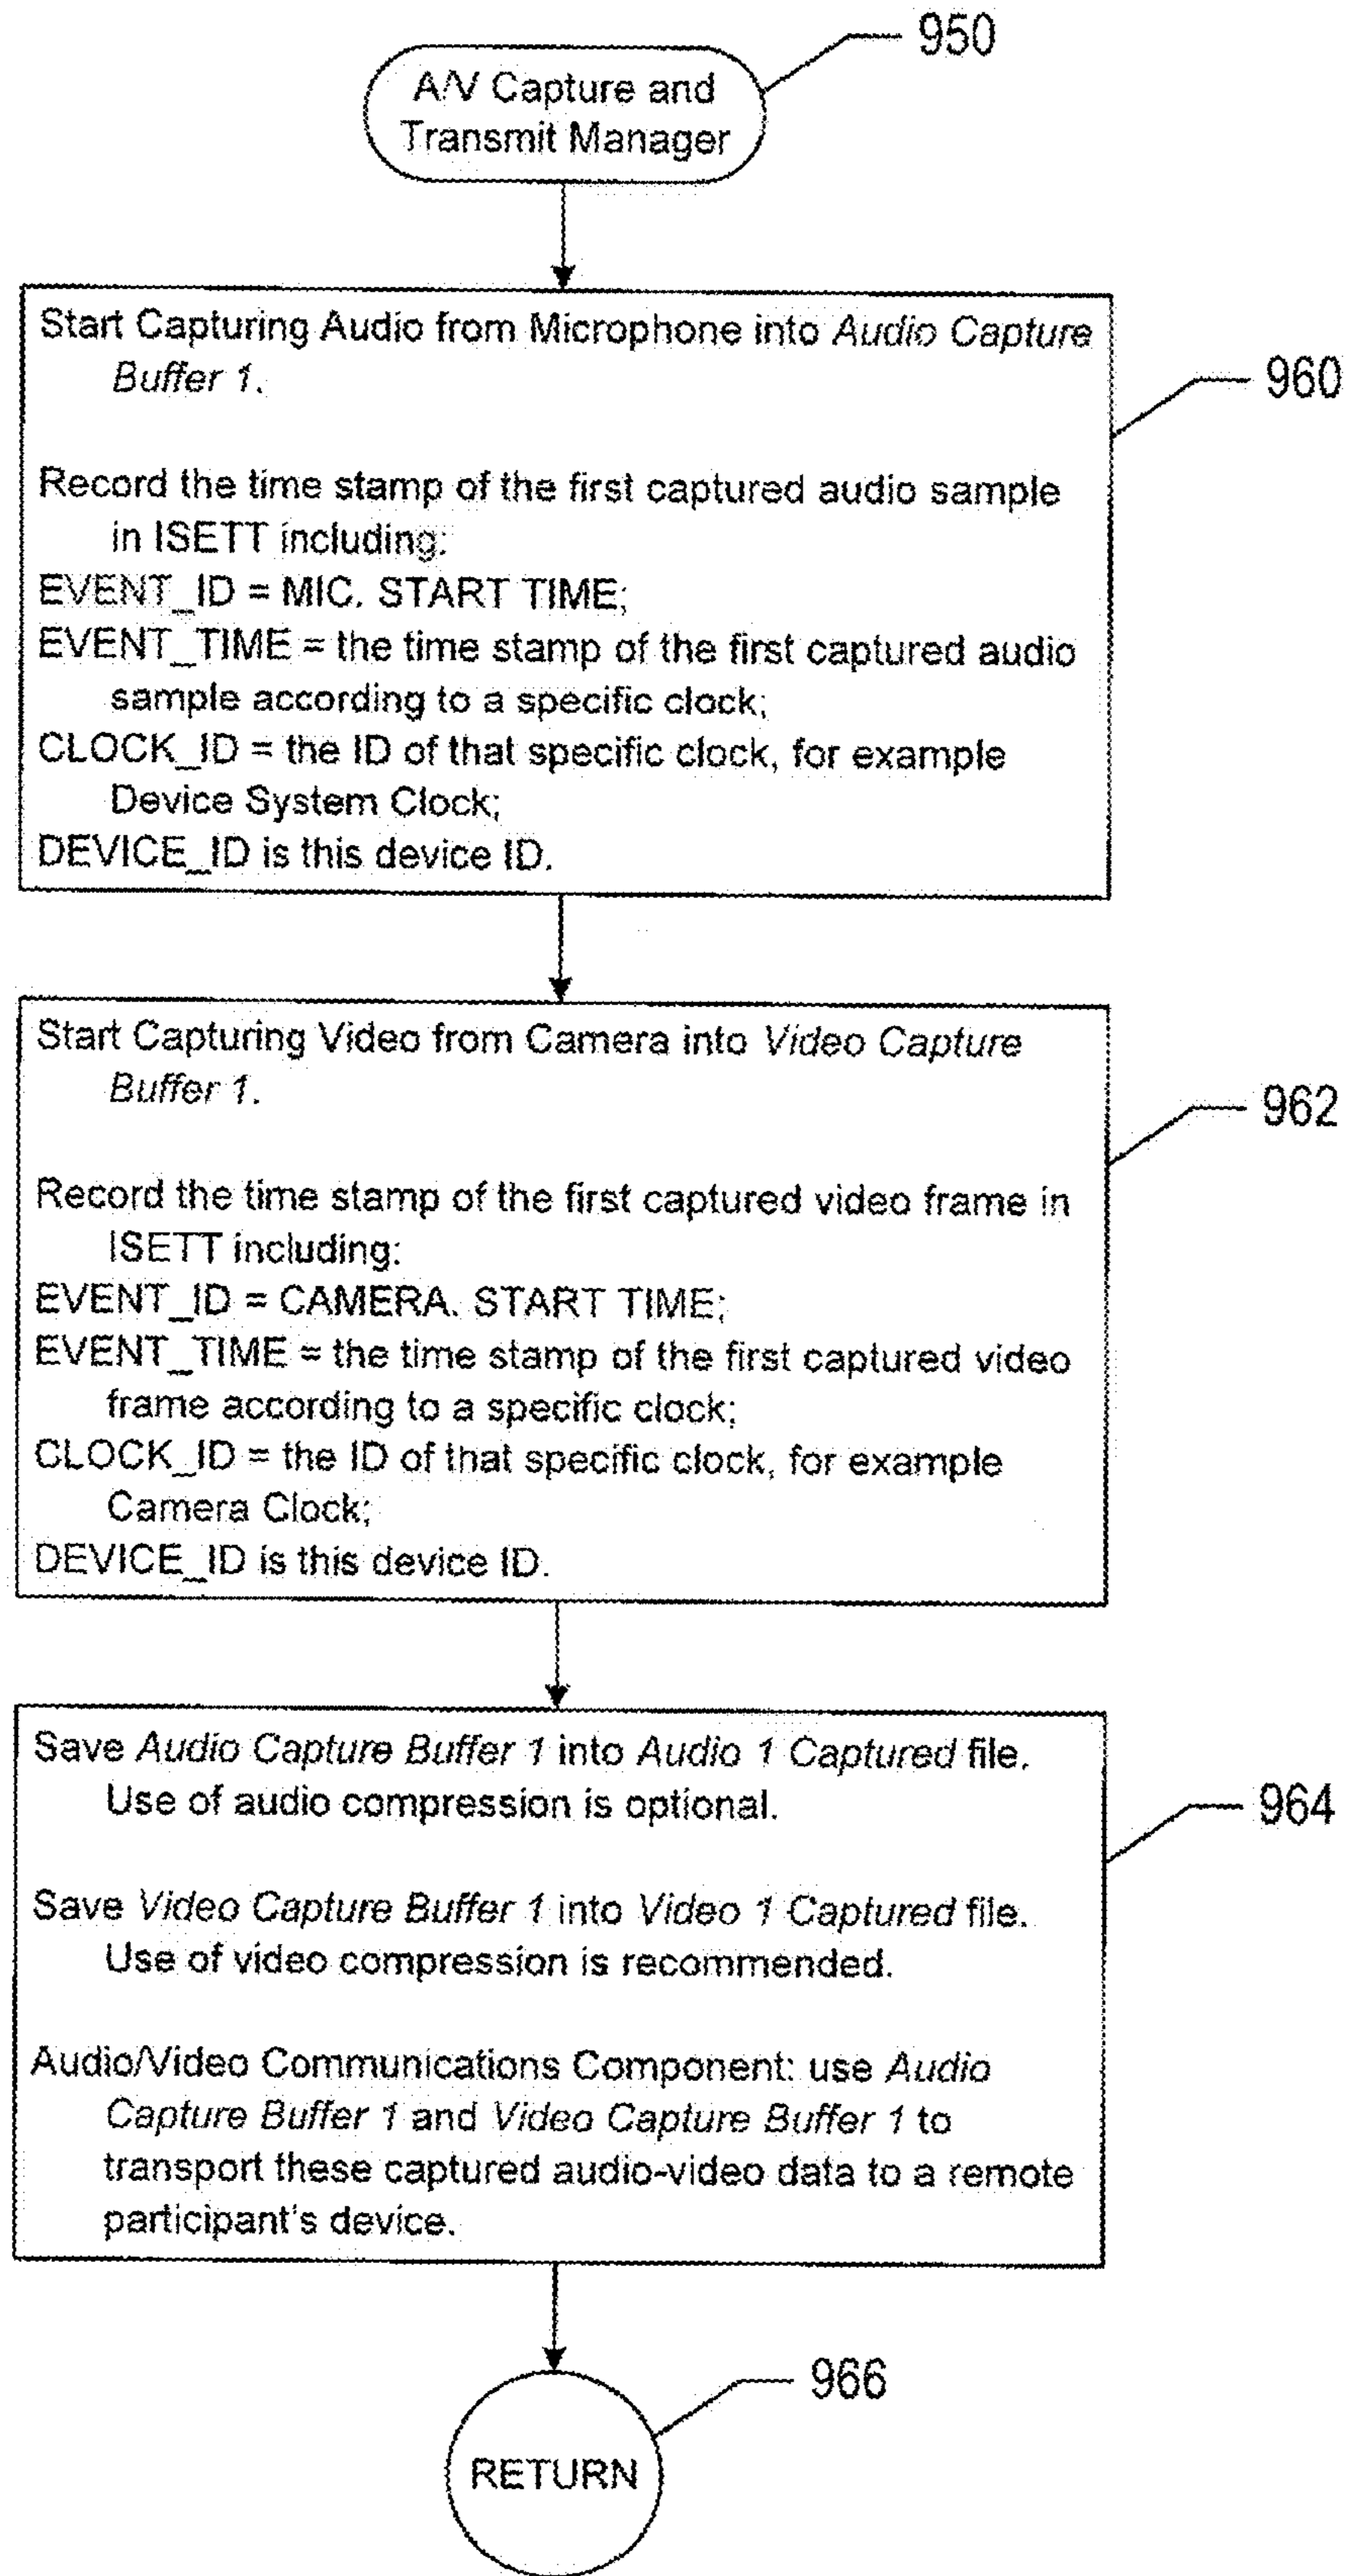 950
A/V Capture and
Transmit Manager
Start Capturing Audio from Microphone into Audio Capture
Buffer 1.
960
Record the time stamp of the first captured audio sample
in ISETT including:
EVENT_ID = MIC. START TIME;
EVENT_TIME = the time stamp of the first captured audio
sample according to a specific clock;
CLOCK_ID = the ID of that specific clock, for example
Device System Clock;
DEVICE_ID is this device ID.
Start Capturing Video from Camera into Video Capture
Buffer 1.
962
Record the time stamp of the first captured video frame in
ISETT including:
EVENT_ID = CAMERA. START TIME;
EVENT_TIME = the time stamp of the first captured video
frame according to a specific clock;
CLOCK_ID = the ID of that specific clock, for example
Camera Clock;
DEVICE_ID is this device ID.
Save Audio Capture Buffer 1 into Audio 1 Captured file.
Use of audio compression is optional.
964
Save Video Capture Buffer 1 into Video 1 Captured file.
Use of video compression is recommended.
Audio/Video Communications Component: use Audio
Capture Buffer 1 and Video Capture Buffer 1 to
transport these captured audio-video data to a remote
participant's device.
966
RETURN